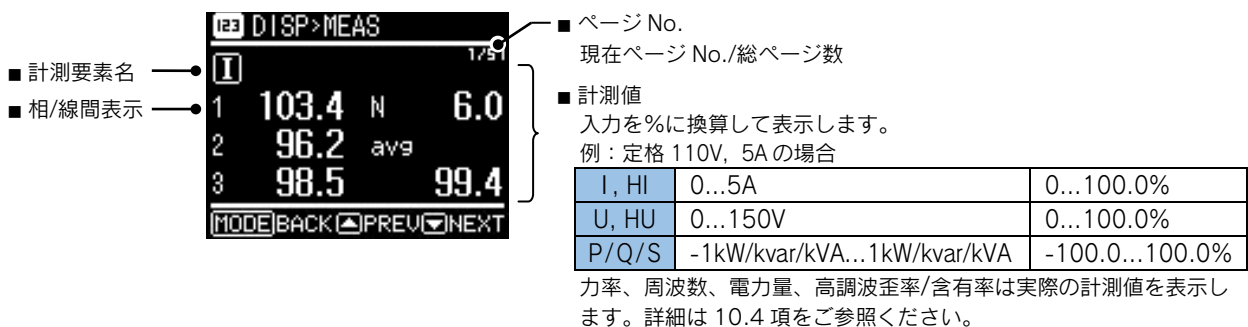 123 DISP>MEAS
1/51
I
1 103.4 N 6.0
2 96.2 avg
3 98.5 99.4
MODE BACK ▲ PREV ▼ NEXT
■ 計測要素名
■ 相/線間表示
■ ページ No.
現在ページ No./総ページ数
■ 計測値
入力を%に換算して表示します。
例：定格 110V, 5A の場合
I, HI 0...5A 0...100.0%
U, HU 0...150V 0...100.0%
P/Q/S -1kW/kvar/kVA...1kW/kvar/kVA -100.0...100.0%
力率、周波数、電力量、高調波歪率/含有率は実際の計測値を表示し
ます。詳細は 10.4 項をご参照ください。